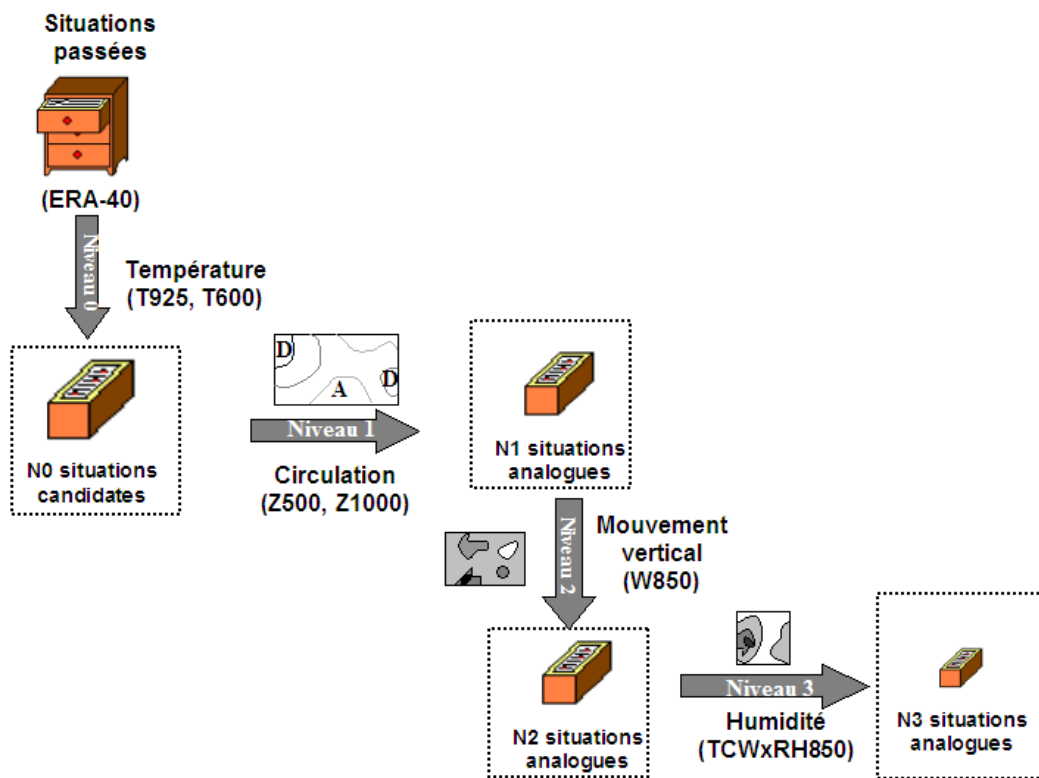 Situations
passées
(ERA-40)
Niveau 0
Température
(T925, T600)
N0 situations
candidates
D
D
A
Niveau 1
Circulation
(Z500, Z1000)
N1 situations
analogues
Niveau 2
Mouvement
vertical
(W850)
N2 situations
analogues
Niveau 3
Humidité
(TCWxRH850)
N3 situations
analogues